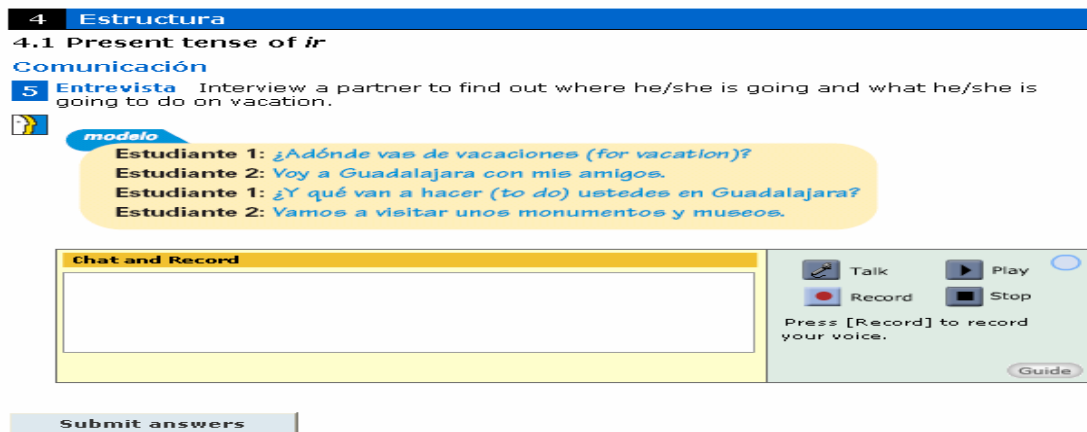 4 Estructura
4.1 Present tense of ir
Comunicación
5 Entrevista Interview a partner to find out where he/she is going and what he/she is
going to do on vacation.
modelo
Estudiante 1: ¿Adónde vas de vacaciones (for vacation)?
Estudiante 2: Voy a Guadalajara con mis amigos.
Estudiante 1: ¿Y qué van a hacer (to do) ustedes en Guadalajara?
Estudiante 2: Vamos a visitar unos monumentos y museos.
Chat and Record
Talk Play
Record Stop
Press [Record] to record
your voice.
Guide
Submit answers